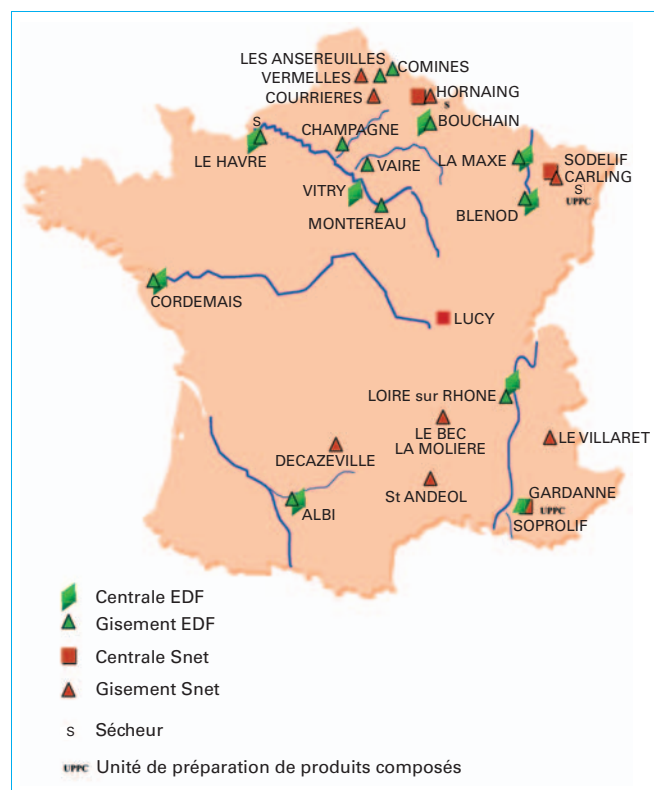 LES ANSEREUILLES
COMINES
VERMELLES
COURRIERES
HORNAING
S
BOUCHAIN
S
LE HAVRE
CHAMPAGNE
VAIRE
LA MAXE
SODELIF
CARLING
S
UPPC
VITRY
MONTEREAU
BLENOD
CORDEMAIS
LUCY
LOIRE sur RHONE
LE BEC
LA MOLIERE
LE VILLARET
DECAZEVILLE
St ANDEOL
GARDANNE
UPPC
SOPROLIF
ALBI
Centrale EDF
Gisement EDF
Centrale Snet
Gisement Snet
S Sécheur
UPPC Unité de préparation de produits composés